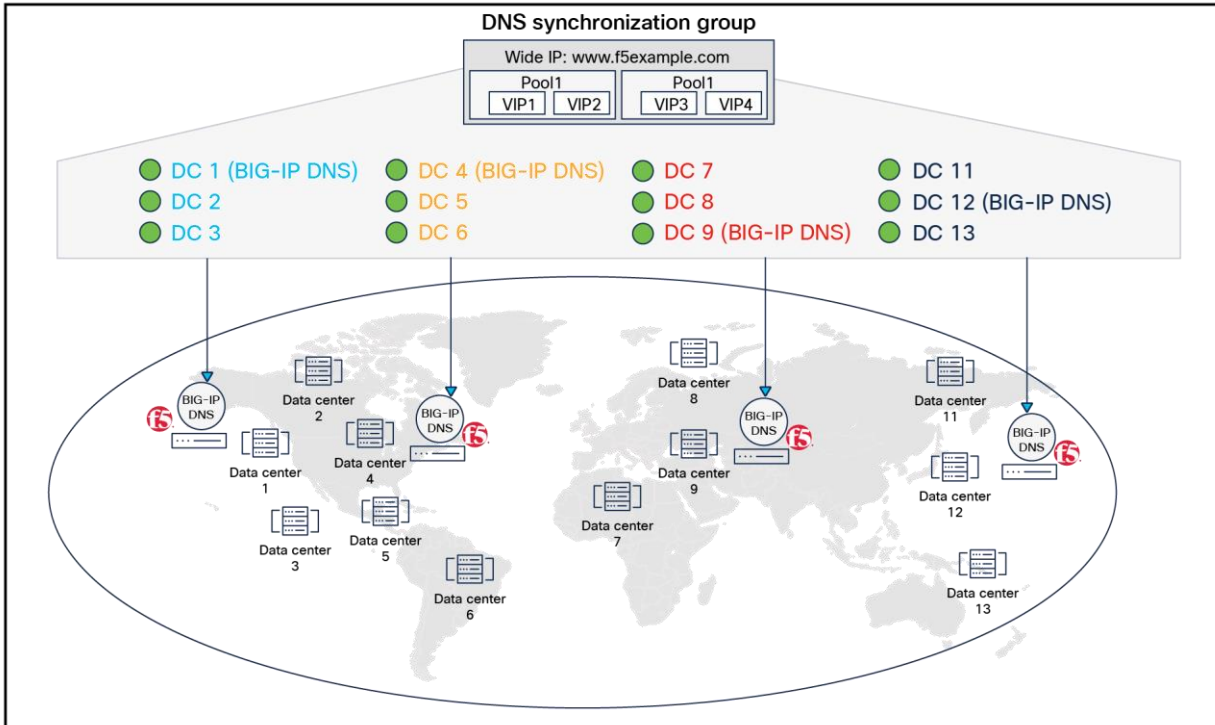 DNS synchronization group
Wide IP: www.f5example.com
Pool1
Pool1
VIP1
VIP2
VIP3
VIP4
DC 1 (BIG-IP DNS)
DC 4 (BIG-IP DNS)
DC 7
DC 11
DC 2
DC 5
DC 8
DC 12 (BIG-IP DNS)
DC 3
DC 6
DC 9 (BIG-IP DNS)
DC 13
BIG-IP
DNS
f5
Data center
2
BIG-IP
DNS
f5
Data center
8
BIG-IP
DNS
f5
Data center
11
BIG-IP
DNS
f5
Data center
1
Data center
4
Data center
9
Data center
12
Data center
3
Data center
5
Data center
7
Data center
6
Data center
13